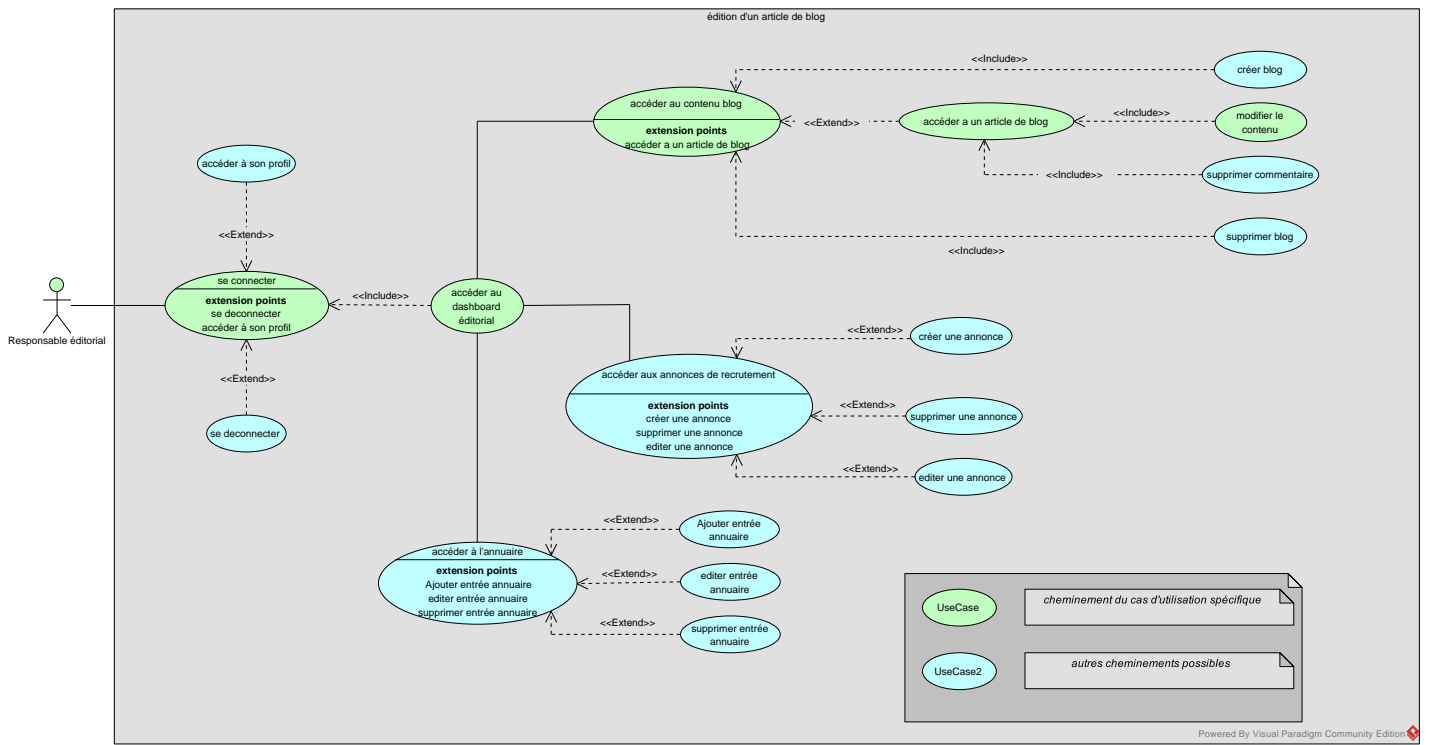 édition d'un article de blog
<<Include>>
créer blog
accéder au contenu blog
extension points
accéder a un article de blog
<<Extend>>
accéder a un article de blog
<<Include>>
modifier le
contenu
<<Include>>
supprimer commentaire
supprimer blog
<<Include>>
accéder à son profil
<<Extend>>
se connecter
extension points
se deconnecter
accéder à son profil
<<Include>>
accéder au
dashboard
éditorial
Responsable éditorial
<<Extend>>
se deconnecter
<<Extend>>
créer une annonce
accéder aux annonces de recrutement
extension points
créer une annonce
supprimer une annonce
editer une annonce
<<Extend>>
supprimer une annonce
<<Extend>>
editer une annonce
<<Extend>>
Ajouter entrée
annuaire
accéder à l'annuaire
extension points
Ajouter entrée annuaire
editer entrée annuaire
supprimer entrée annuaire
<<Extend>>
editer entrée
annuaire
<<Extend>>
supprimer entrée
annuaire
UseCase
cheminement du cas d'utilisation spécifique
UseCase2
autres cheminements possibles
Powered By Visual Paradigm Community Edition